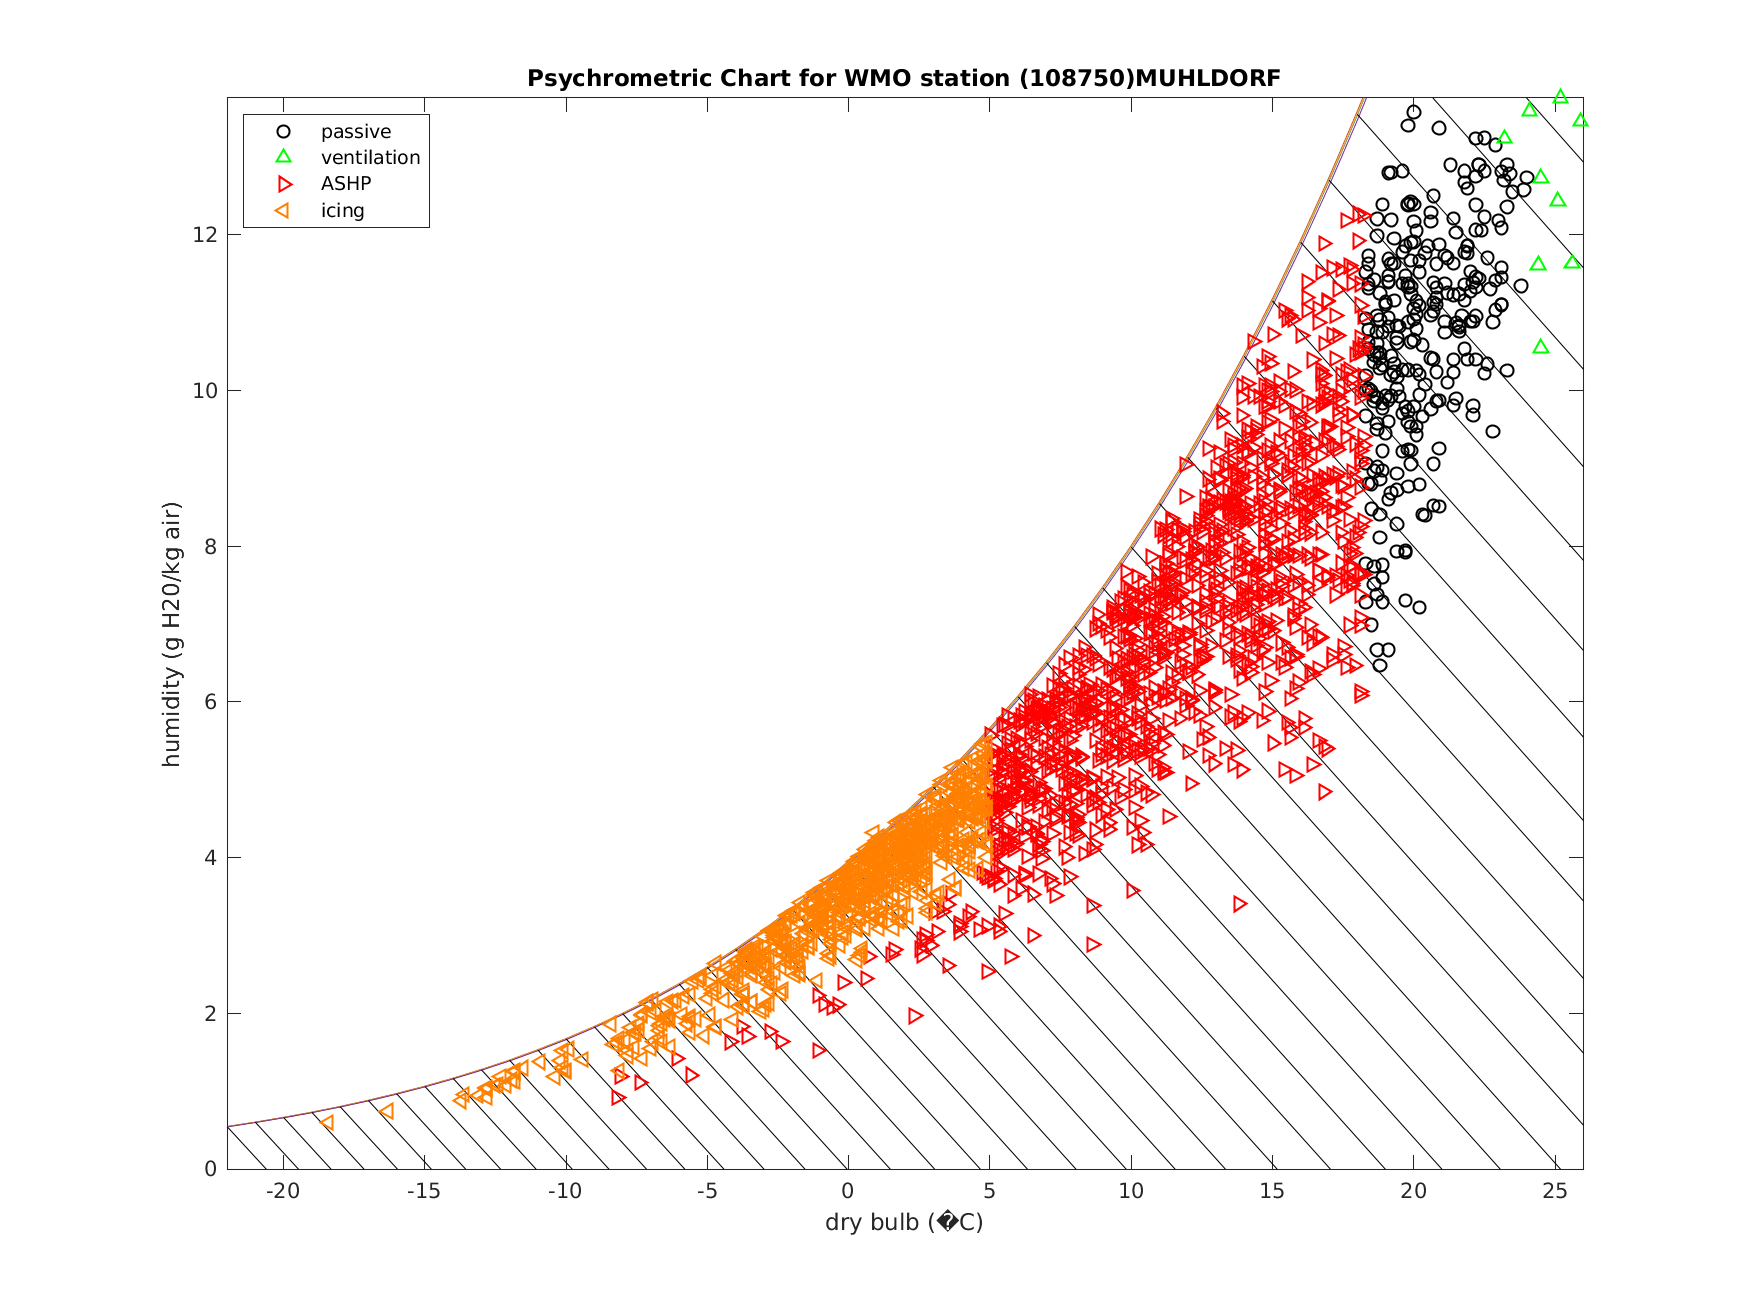 Psychrometric Chart for WMO station (108750)MUHLDORF
passive
ventilation
ASHP
icing
humidity (g H20/kg air)
12
10
8
6
4
2
0
-20 -15 -10 -5 0 5 10 15 20 25
dry bulb (�C)